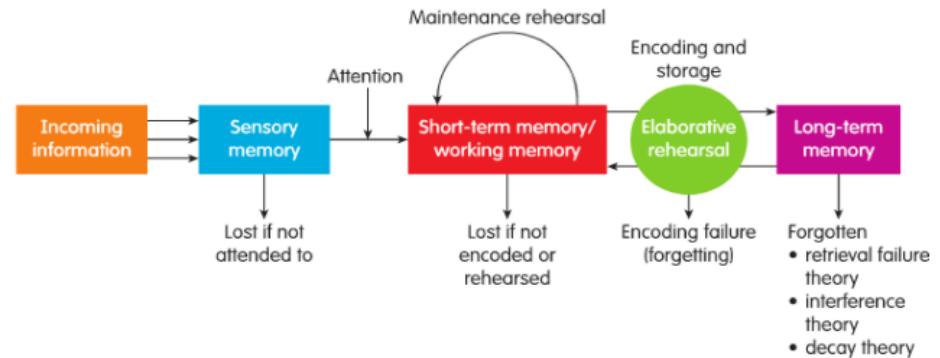 Maintenance rehearsal
Encoding and
storage
Attention
Incoming
information
Sensory
memory
Short-term memory/
working memory
Elaborative
rehearsal
Long-term
memory
Lost if not
attended to
Lost if not
encoded or
rehearsed
Encoding failure
(forgetting)
Forgotten
• retrieval failure
theory
• interference
theory
• decay theory